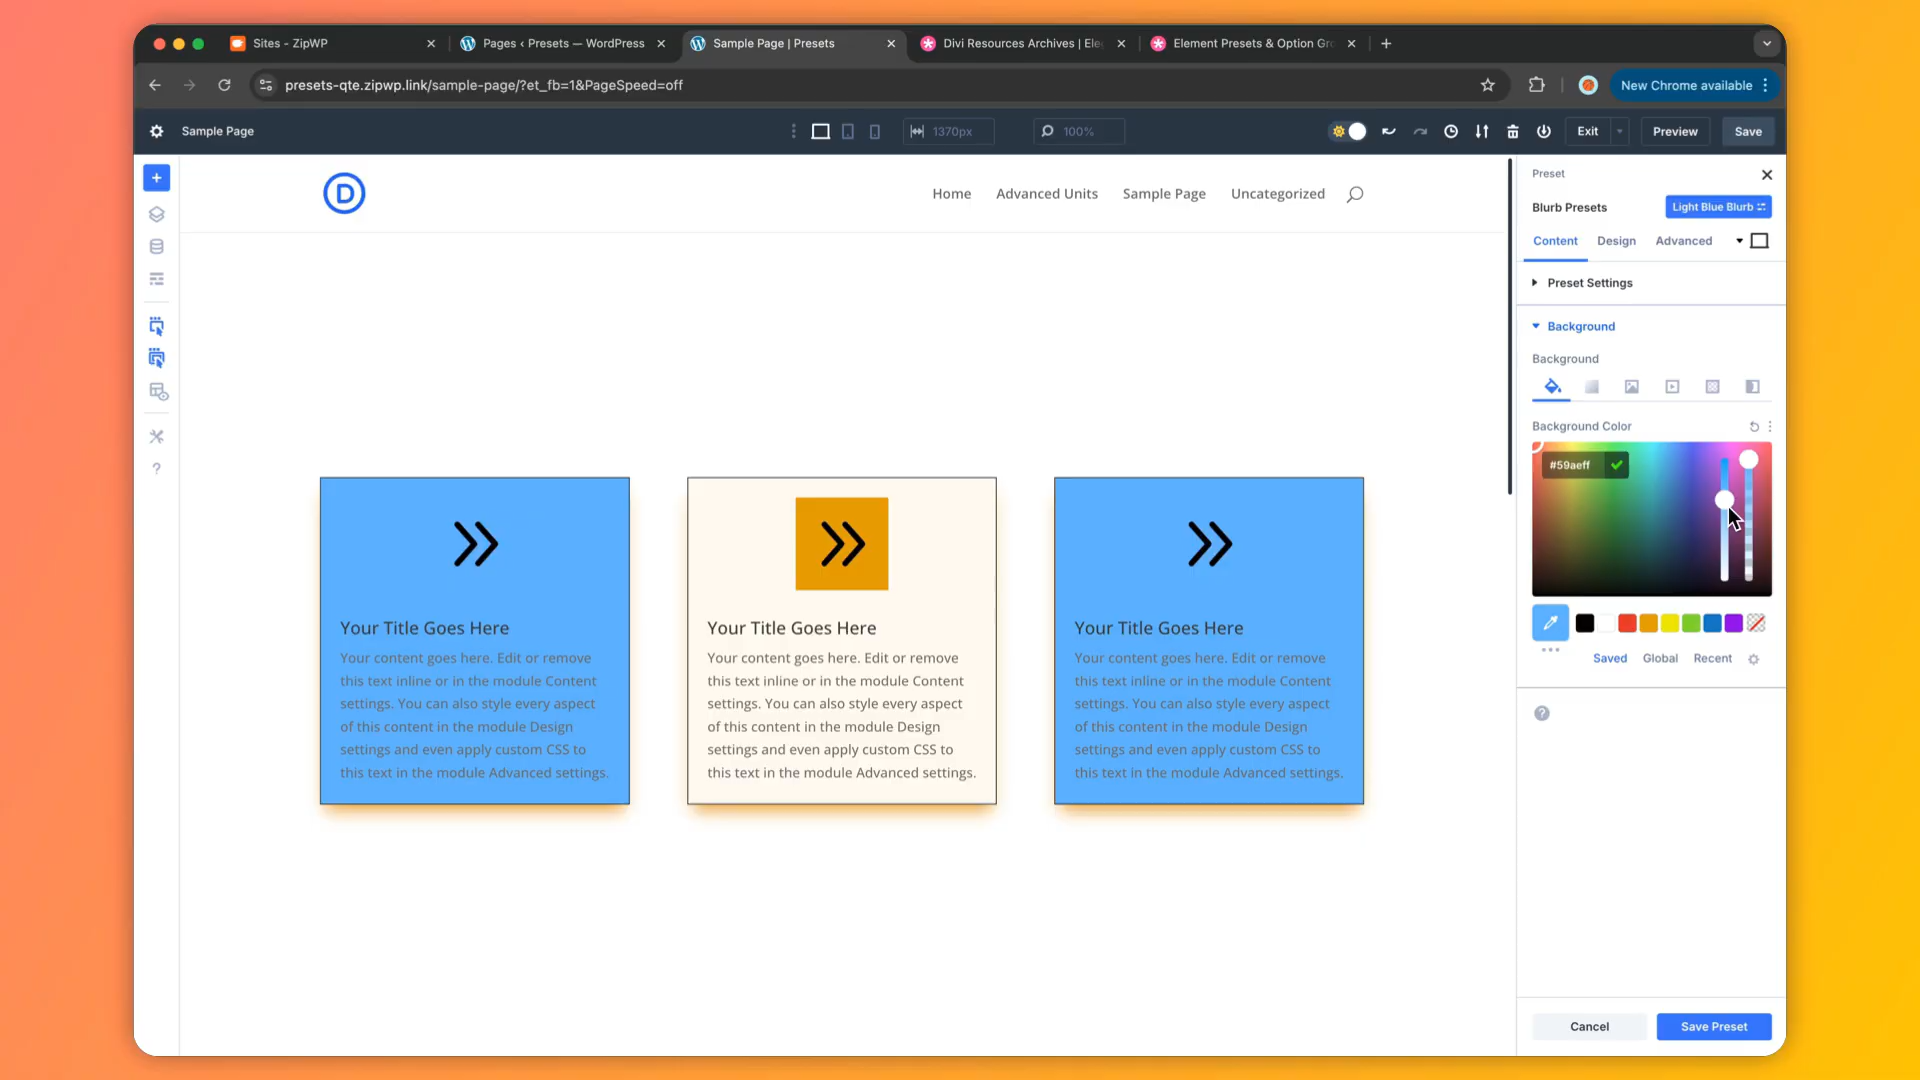 Sites - ZipWP
Pages ‹ Presets — WordPress
Sample Page | Presets
Divi Resources Archives | Ele
Element Presets & Option Gr
presets-qte.zipwp.link/sample-page/?et_fb=1&PageSpeed=off
New Chrome available
Sample Page
1370px
100%
Exit
Preview
Save
D
Home
Advanced Units
Sample Page
Uncategorized
Preset
Blurb Presets
Light Blue Blurb
Content
Design
Advanced
Preset Settings
Background
Background
Background Color
#59aeff
Saved
Global
Recent
Your Title Goes Here
Your content goes here. Edit or remove
this text inline or in the module Content
settings. You can also style every aspect
of this content in the module Design
settings and even apply custom CSS to
this text in the module Advanced settings.
Your Title Goes Here
Your content goes here. Edit or remove
this text inline or in the module Content
settings. You can also style every aspect
of this content in the module Design
settings and even apply custom CSS to
this text in the module Advanced settings.
Your Title Goes Here
Your content goes here. Edit or remove
this text inline or in the module Content
settings. You can also style every aspect
of this content in the module Design
settings and even apply custom CSS to
this text in the module Advanced settings.
Cancel
Save Preset